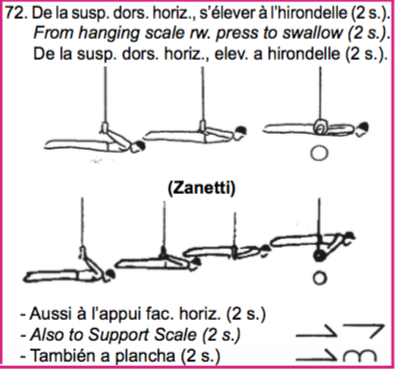 72. De la susp. dors. horiz., s'élever à l'hirondelle (2 s.).
From hanging scale rw. press to swallow (2 s.).
De la susp. dors. horiz., elev. a hirondelle (2 s.).
(Zanetti)
- Aussi à l'appui fac. horiz. (2 s.)
- Also to Support Scale (2 s.)
- También a plancha (2 s.)